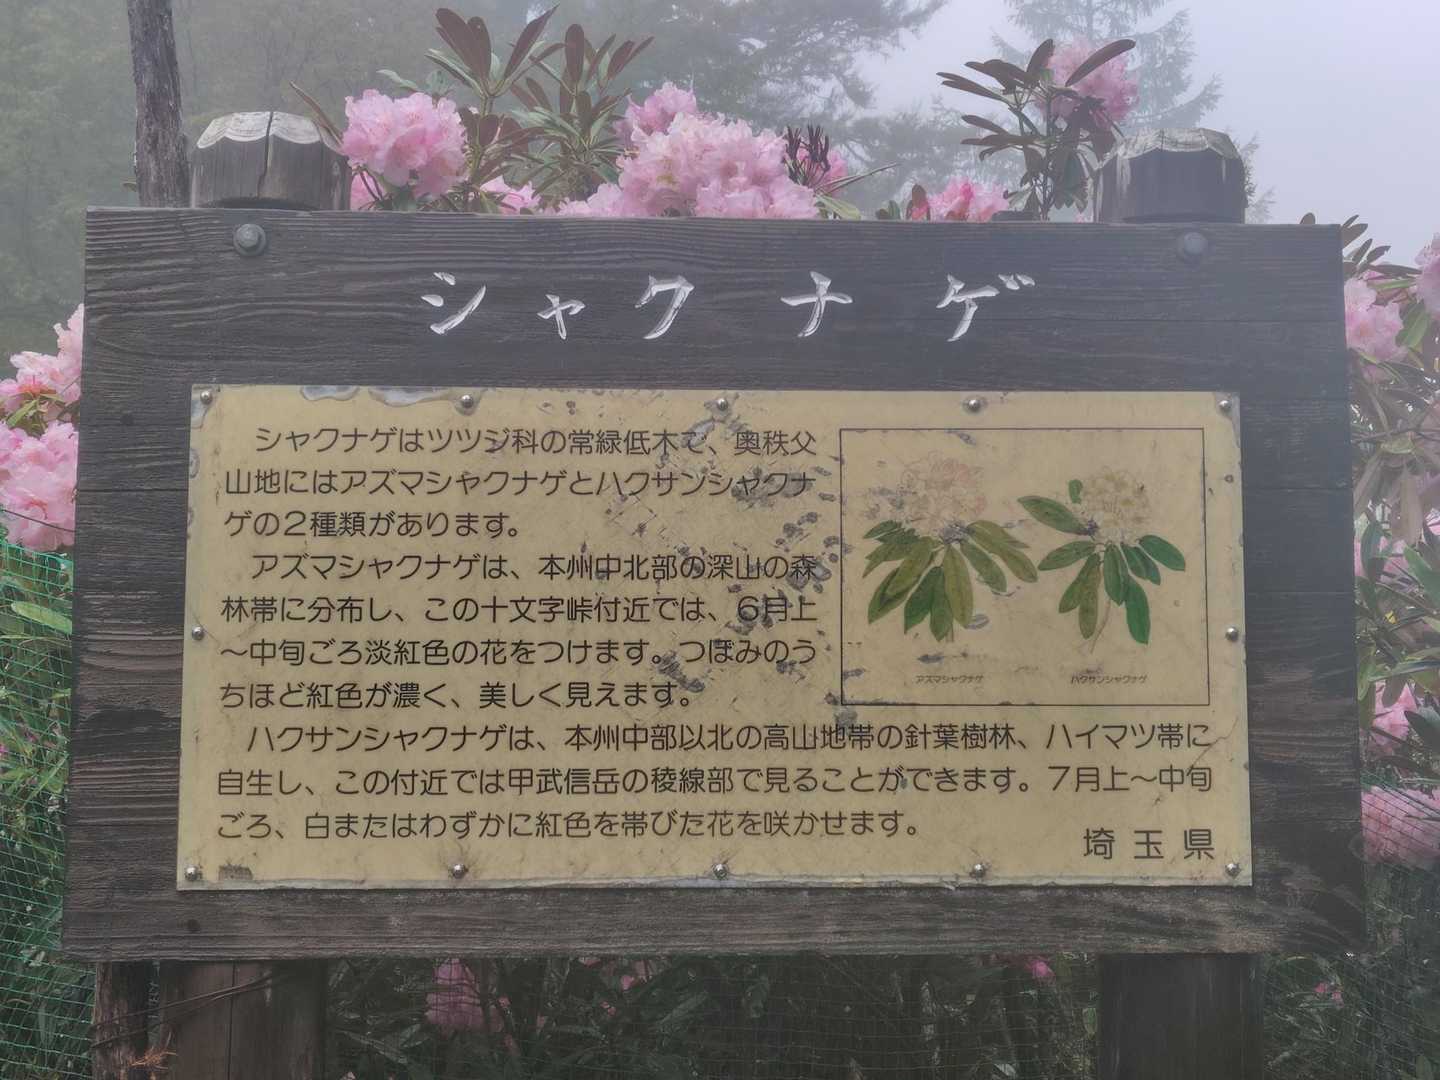 シャクナゲ
シャクナゲはツツジ科の常緑低木で、奥秩父
山地にはアズマシャクナゲとハクサンシャクナ
ゲの２種類があります。
アズマシャクナゲは、本州中北部の深山の森
林帯に分布し、この十文字峠付近では、６月上
～中旬ごろ淡紅色の花をつけます。つぼみのう
ちほど紅色が濃く、美しく見えます。
ハクサンシャクナゲは、本州中部以北の高山地帯の針葉樹林、ハイマツ帯に
自生し、この付近では甲武信岳の稜線部で見ることができます。７月上～中旬
ごろ、白またはわずかに紅色を帯びた花を咲かせます。
アズマシャクナゲ
ハクサンシャクナゲ
埼玉県